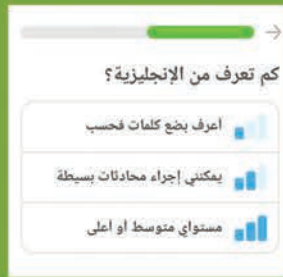 كم تعرف من الإنجليزية؟
أعرف بضع كلمات فحسب
يمكنني إجراء محادثات بسيطة
مستواي متوسط أو أعلى